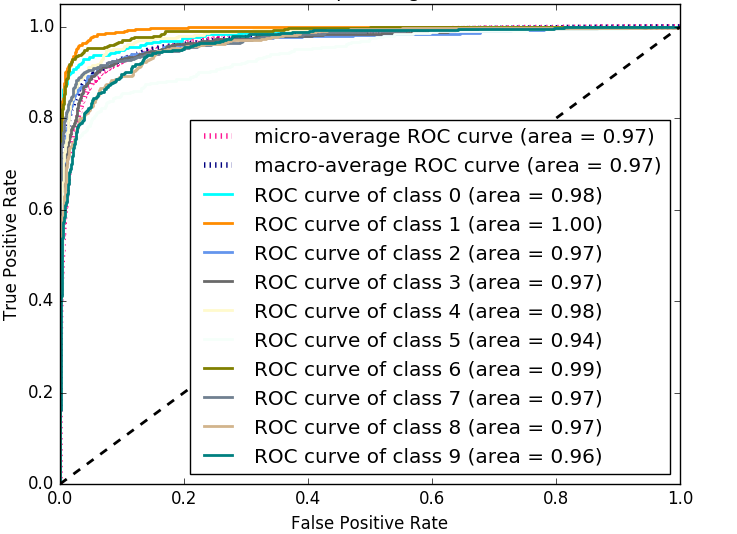 1.0
0.8
0.6
0.4
0.2
0.0
True Positive Rate
micro-average ROC curve (area = 0.97)
macro-average ROC curve (area = 0.97)
ROC curve of class 0 (area = 0.98)
ROC curve of class 1 (area = 1.00)
ROC curve of class 2 (area = 0.97)
ROC curve of class 3 (area = 0.97)
ROC curve of class 4 (area = 0.98)
ROC curve of class 5 (area = 0.94)
ROC curve of class 6 (area = 0.99)
ROC curve of class 7 (area = 0.97)
ROC curve of class 8 (area = 0.97)
ROC curve of class 9 (area = 0.96)
0.0 0.2 0.4 0.6 0.8 1.0
False Positive Rate